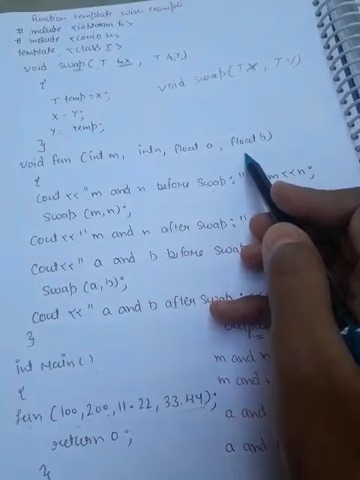 Function template with example
# include <iostream.h>
# include <conio.h>
template <class T>
void swap( T &x, T &y)
{
void swap(T x, T y)
T temp=x;
x = y;
y= temp;
}
void fun (int m, int n, float a, float b)
{
Cout<<"m and n before swap:" m<<n;
swap (m,n);
Cout<< "m and n after swap:"
Cout<<" a and b before swap
swap (a,b);
Cout << " a and b after swap:
}
output
int Main()
m and n
{
m and
fun (100, 200, 11.22, 33.44);
a and
return 0;
a and
}